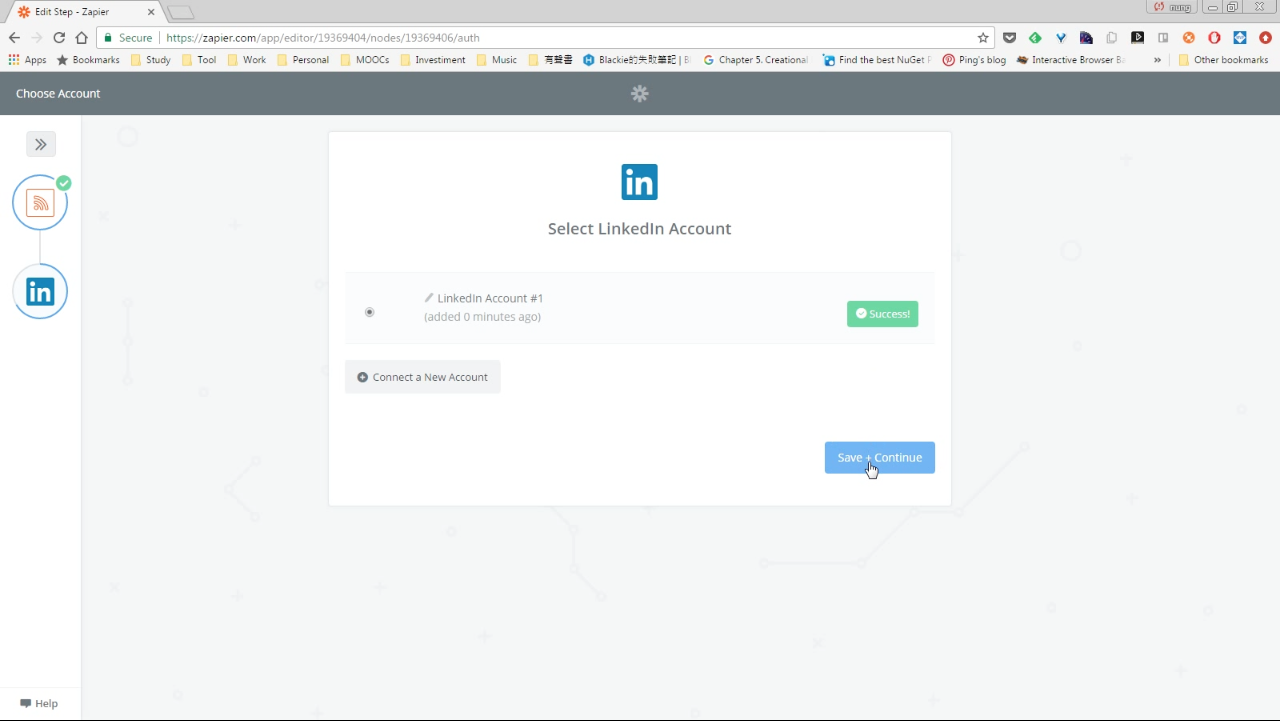 Edit Step - Zapier
nung
Secure https://zapier.com/app/editor/19369404/nodes/19369406/auth
Apps Bookmarks Study Tool Work Personal MOOCs Investiment Music 有聲書 Blackie的失敗筆記 | B Chapter 5. Creational Find the best NuGet P Ping's blog Interactive Browser Ba » Other bookmarks
Choose Account
in
Select LinkedIn Account
LinkedIn Account #1
(added 0 minutes ago)
Success!
in
Connect a New Account
Save + Continue
Help